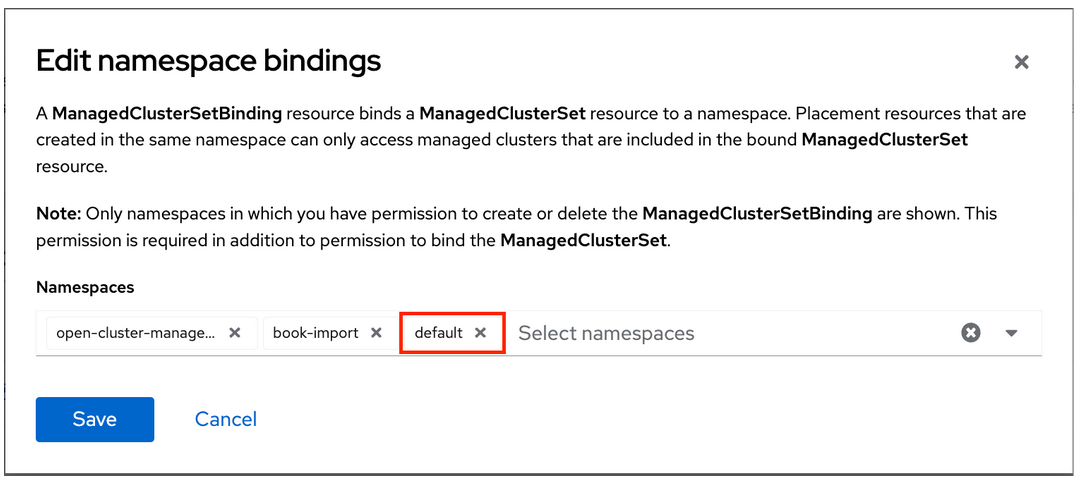 Edit namespace bindings
A ManagedClusterSetBinding resource binds a ManagedClusterSet resource to a namespace. Placement resources that are
created in the same namespace can only access managed clusters that are included in the bound ManagedClusterSet
resource.
Note: Only namespaces in which you have permission to create or delete the ManagedClusterSetBinding are shown. This
permission is required in addition to permission to bind the ManagedClusterSet.
Namespaces
open-cluster-manage... book-import default Select namespaces
Save Cancel